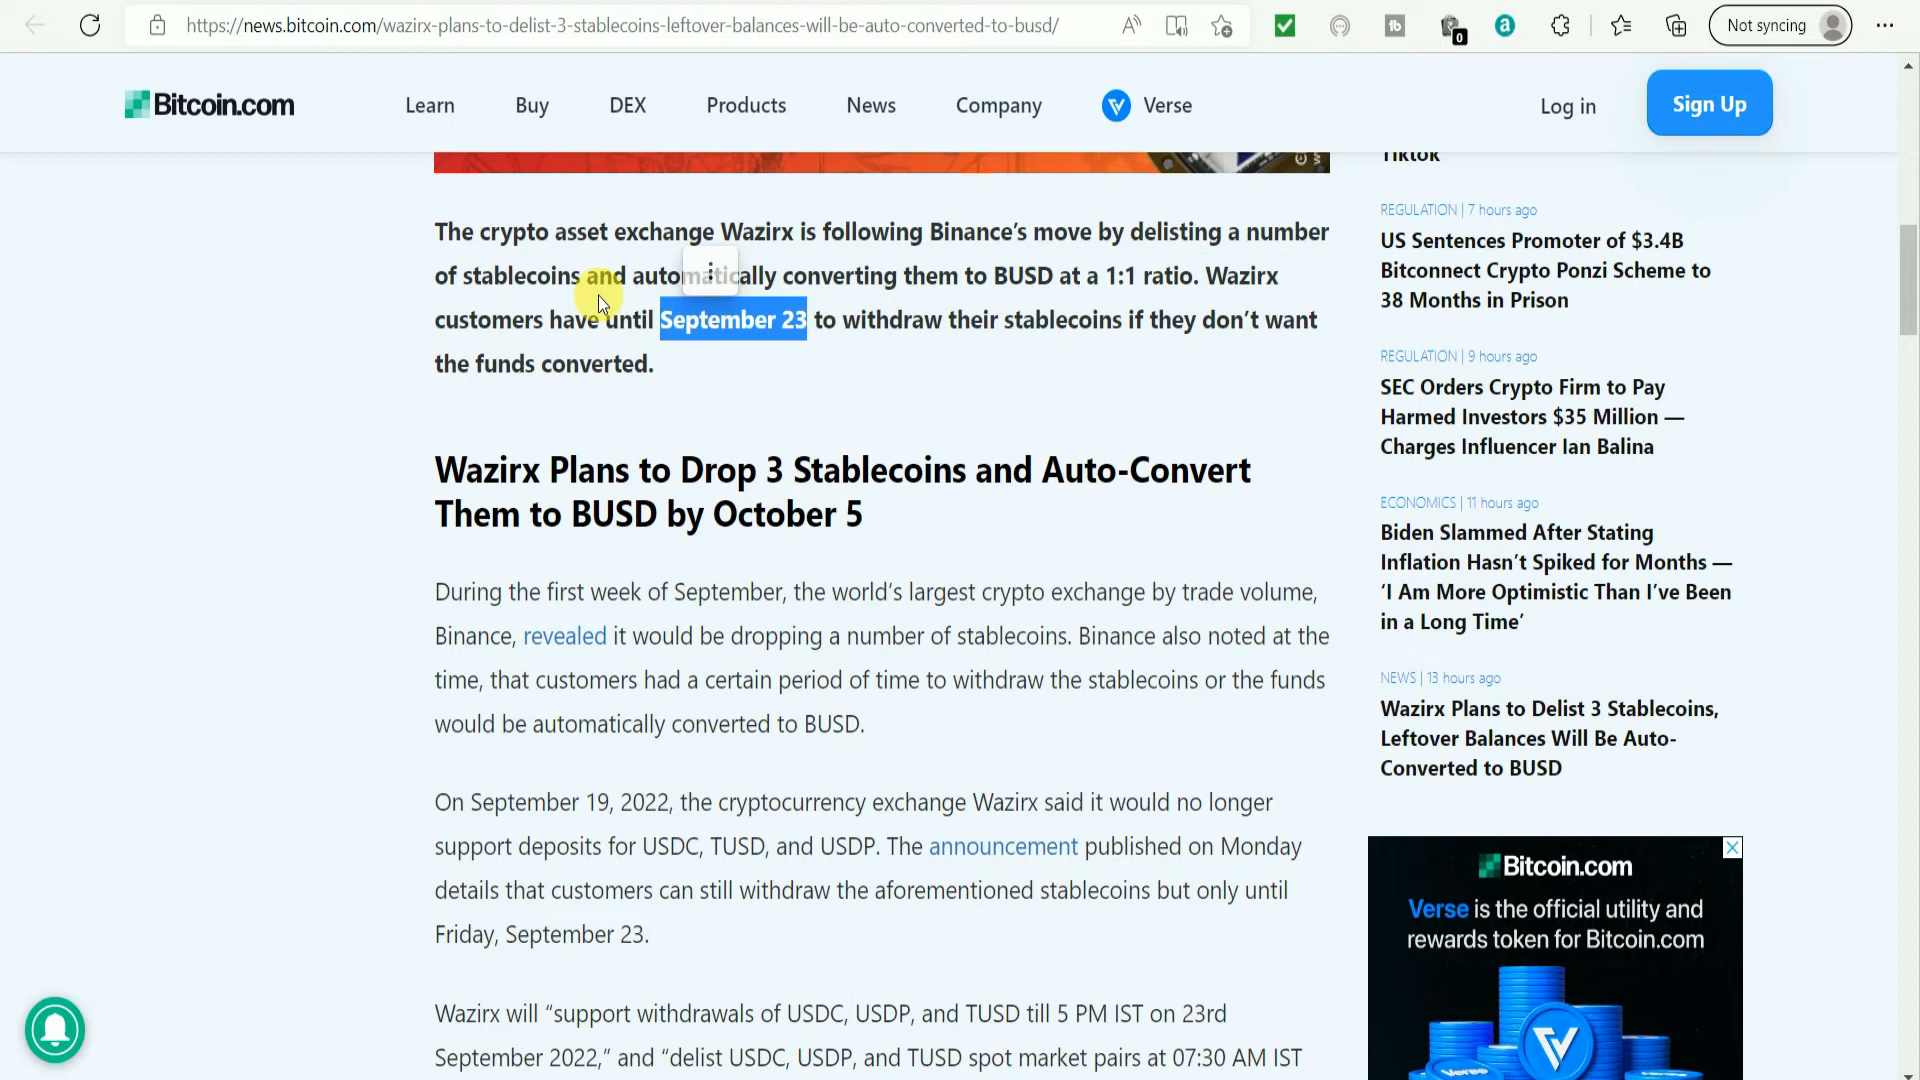 https://news.bitcoin.com/wazirx-plans-to-delist-3-stablecoins-leftover-balances-will-be-auto-converted-to-busd/
Not syncing
0
Bitcoin.com
Learn
Buy
DEX
Products
News
Company
Verse
Log in
Sign Up
The crypto asset exchange Wazirx is following Binance’s move by delisting a number
of stablecoins and automatically converting them to BUSD at a 1:1 ratio. Wazirx
customers have until September 23 to withdraw their stablecoins if they don’t want
the funds converted.
Wazirx Plans to Drop 3 Stablecoins and Auto-Convert
Them to BUSD by October 5
During the first week of September, the world’s largest crypto exchange by trade volume,
Binance, revealed it would be dropping a number of stablecoins. Binance also noted at the
time, that customers had a certain period of time to withdraw the stablecoins or the funds
would be automatically converted to BUSD.
On September 19, 2022, the cryptocurrency exchange Wazirx said it would no longer
support deposits for USDC, TUSD, and USDP. The announcement published on Monday
details that customers can still withdraw the aforementioned stablecoins but only until
Friday, September 23.
Wazirx will “support withdrawals of USDC, USDP, and TUSD till 5 PM IST on 23rd
September 2022,” and “delist USDC, USDP, and TUSD spot market pairs at 07:30 AM IST
Tiktok
REGULATION | 7 hours ago
US Sentences Promoter of $3.4B
Bitconnect Crypto Ponzi Scheme to
38 Months in Prison
REGULATION | 9 hours ago
SEC Orders Crypto Firm to Pay
Harmed Investors $35 Million —
Charges Influencer Ian Balina
ECONOMICS | 11 hours ago
Biden Slammed After Stating
Inflation Hasn’t Spiked for Months —
‘I Am More Optimistic Than I’ve Been
in a Long Time’
NEWS | 13 hours ago
Wazirx Plans to Delist 3 Stablecoins,
Leftover Balances Will Be Auto-
Converted to BUSD
Bitcoin.com
Verse is the official utility and
rewards token for Bitcoin.com
Verse